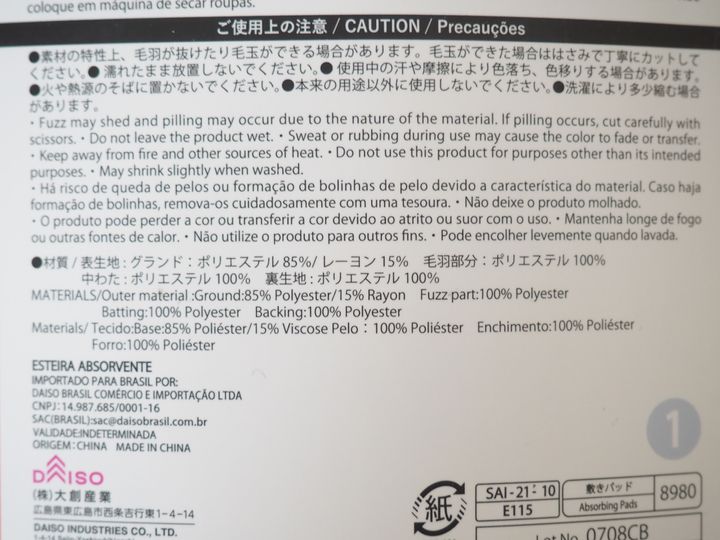 coloque em máquina de secar roupas.
ご使用上の注意 / CAUTION / Precauções
●素材の特性上、毛羽が抜けたり毛玉ができる場合があります。毛玉ができた場合ははさみで丁寧にカットして
ください。● 濡れたまま放置しないでください。● 使用中の汗や摩擦により色落ち、色移りする場合があります。
●火や熱源のそばに置かないでください。●本来の用途以外に使用しないでください。●洗濯により多少縮む場合
があります。
・Fuzz may shed and pilling may occur due to the nature of the material. If pilling occurs, cut carefully with
scissors. ・Do not leave the product wet. ・Sweat or rubbing during use may cause the color to fade or transfer.
・Keep away from fire and other sources of heat. ・Do not use this product for purposes other than its intended
purposes. ・May shrink slightly when washed.
・Há risco de queda de pelos ou formação de bolinhas de pelo devido a característica do material. Caso haja
formação de bolinhas, remova-os cuidadosamente com uma tesoura. ・Não deixe o produto molhado.
・O produto pode perder a cor ou transferir a cor devido ao atrito ou suor com o uso. ・Mantenha longe de fogo
ou outras fontes de calor. ・Não utilize o produto para outros fins. ・Pode encolher levemente quando lavada.
●材質 / 表生地 : グランド：ポリエステル 85%/ レーヨン 15%　毛羽部分：ポリエステル 100%
中わた : ポリエステル 100%　裏生地 : ポリエステル 100%
MATERIALS/Outer material :Ground:85% Polyester/15% Rayon　Fuzz part:100% Polyester
Batting:100% Polyester　Backing:100% Polyester
Materiais/ Tecido:Base:85% Poliéster/15% Viscose Pelo：100% Poliéster　Enchimento:100% Poliéster
Forro:100% Poliéster
ESTEIRA ABSORVENTE
IMPORTADO PARA BRASIL POR:
DAISO BRASIL COMÉRCIO E IMPORTAÇÃO LTDA
CNPJ: 14.987.685/0001-16
SAC(BRASIL):sac@daisobrasil.com.br
VALIDADE:INDETERMINADA
ORIGEM:CHINA　MADE IN CHINA
1
DAISO
(株) 大創産業
広島県東広島市西条吉行東1-4-14
DAISO INDUSTRIES CO., LTD.
紙
SAI-21・10
E115
敷きパッド
Absorbing Pads
8980
Lot No. 0708CB